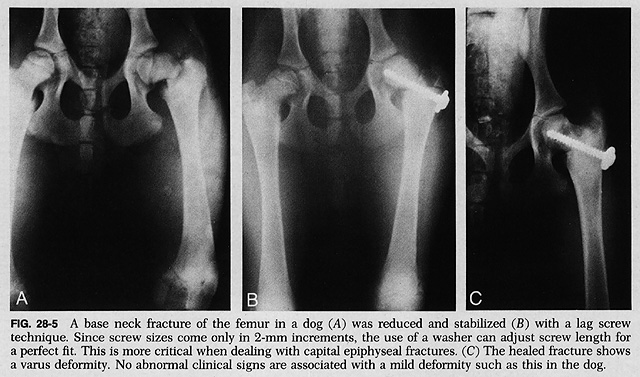 A
B
C
FIG. 28-5 A base neck fracture of the femur in a dog (A) was reduced and stabilized (B) with a lag screw
technique. Since screw sizes come only in 2-mm increments, the use of a washer can adjust screw length for
a perfect fit. This is more critical when dealing with capital epiphyseal fractures. (C) The healed fracture shows
a varus deformity. No abnormal clinical signs are associated with a mild deformity such as this in the dog.